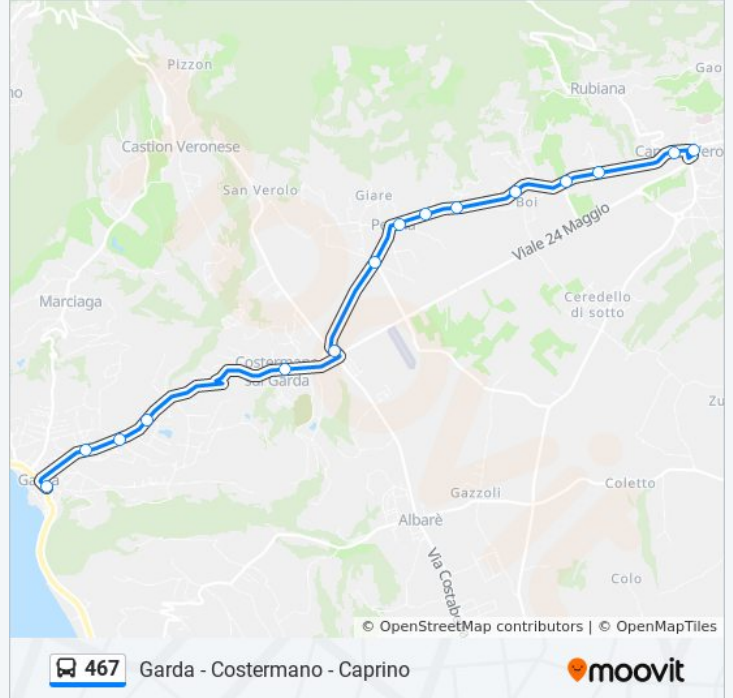 Pizzon
Gao
Rubiana
Castion Veronese
San Verolo
Giare
Boi
Viale 24 Maggio
Marciaga
Ceredello
di sotto
Costermano
sul Garda
Zu
Garda
Coletto
Gazzoli
Albarè
Via Costab
Colo
© OpenStreetMap contributors | © OpenMapTiles
467 Garda - Costermano - Caprino
moovit